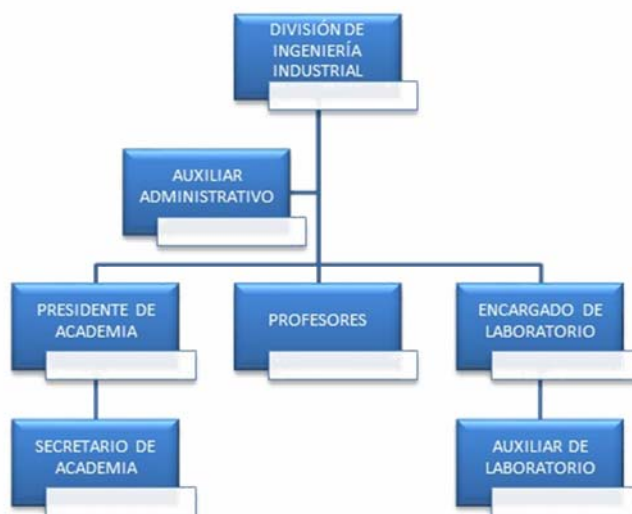 DIVISIÓN DE
INGENIERÍA
INDUSTRIAL
AUXILIAR
ADMINISTRATIVO
PRESIDENTE DE
ACADEMIA
PROFESORES
ENCARGADO DE
LABORATORIO
SECRETARIO DE
ACADEMIA
AUXILIAR DE
LABORATORIO